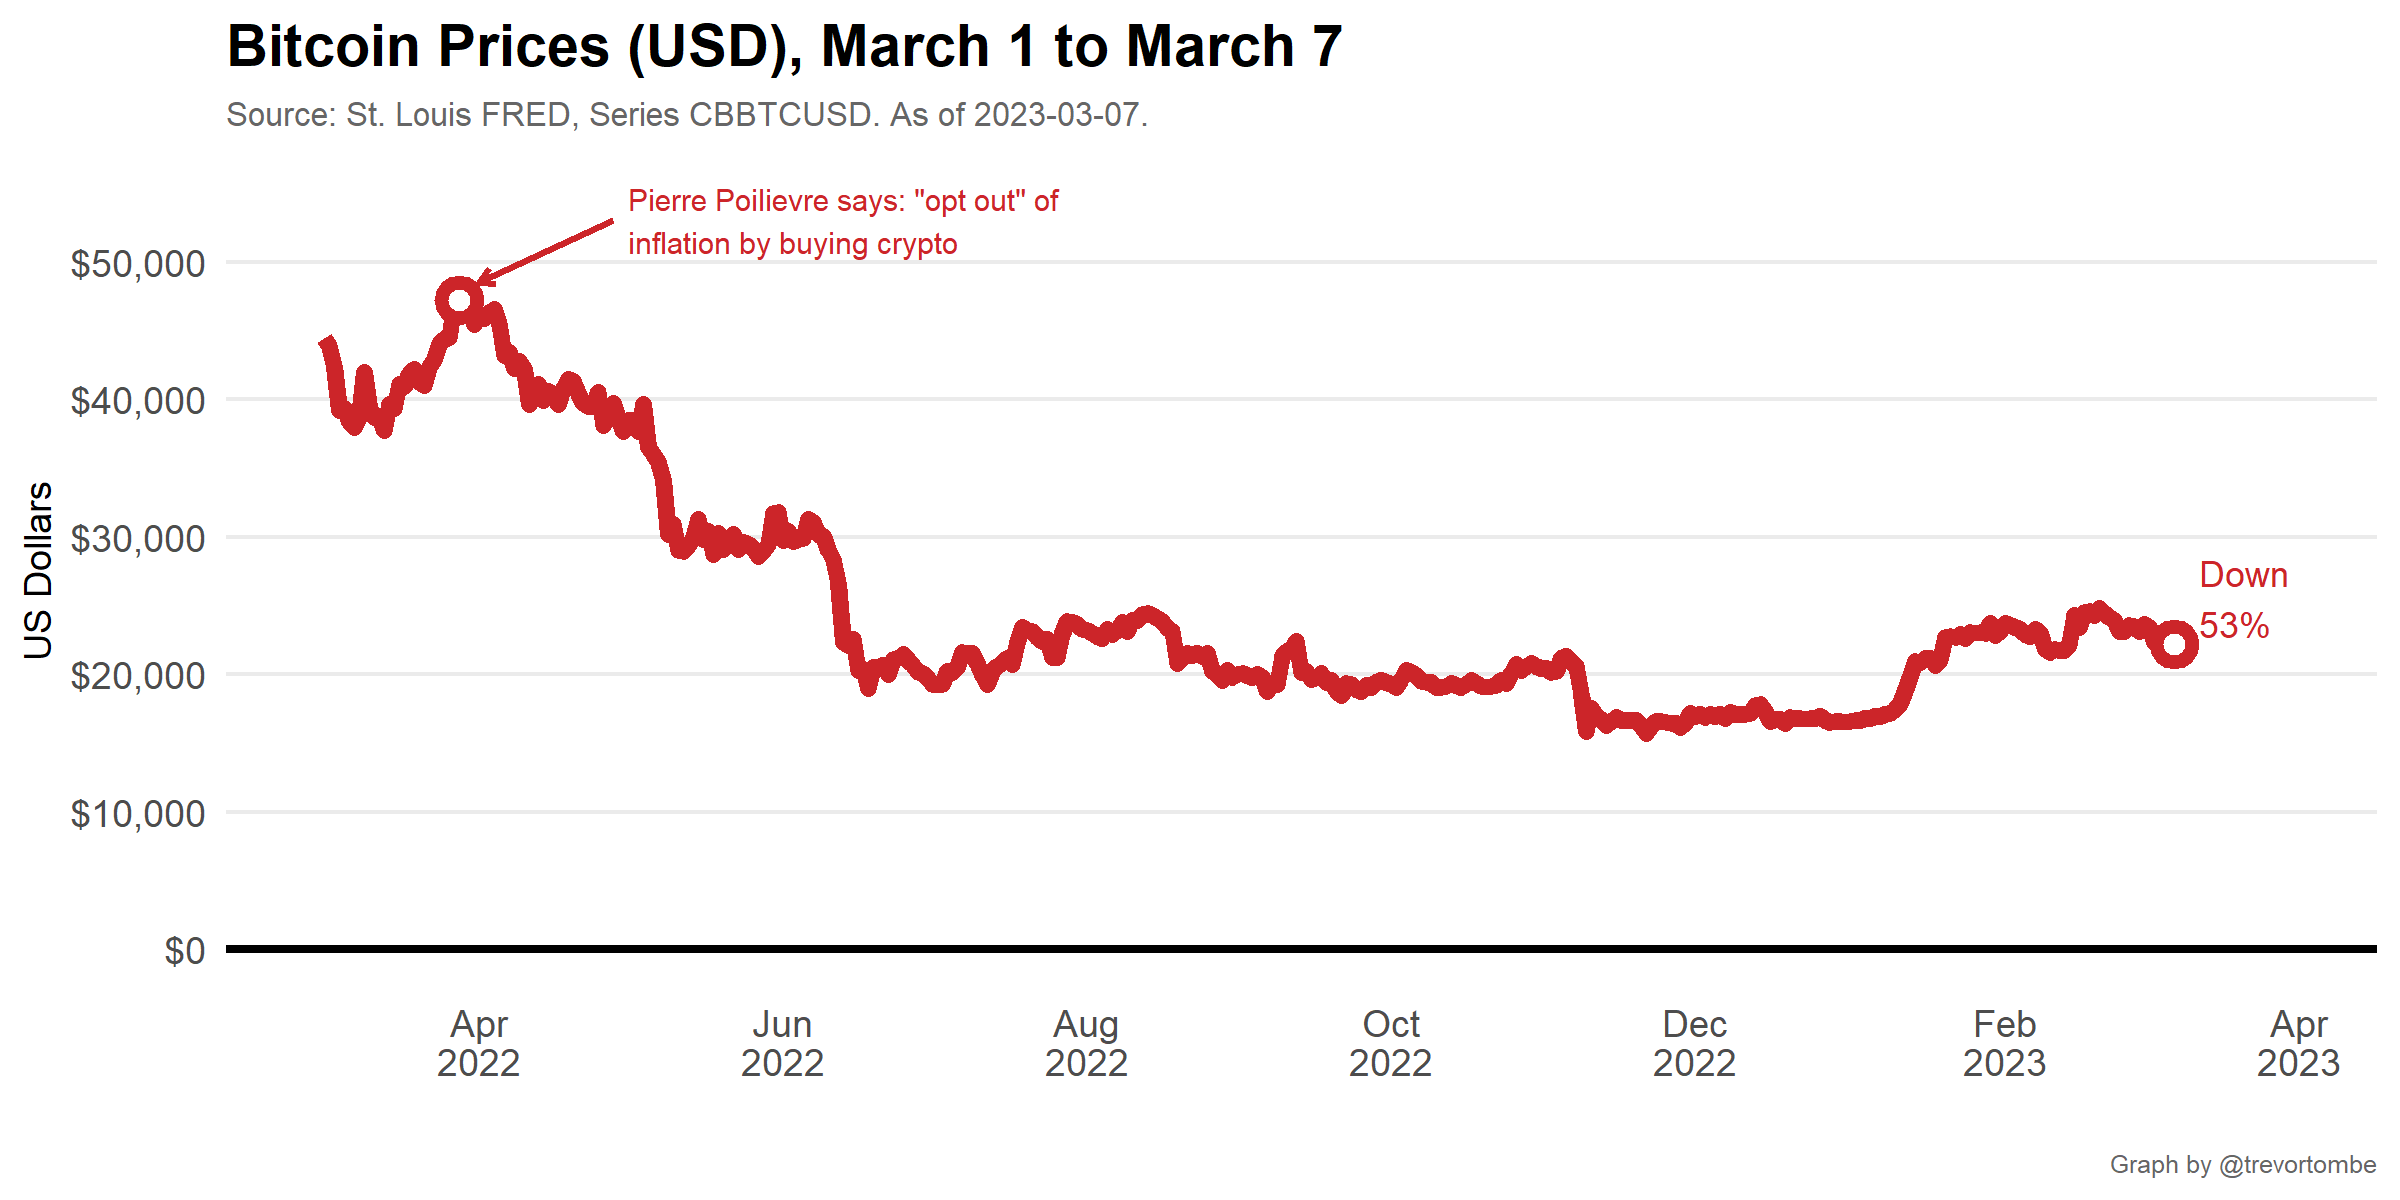 Bitcoin Prices (USD), March 1 to March 7
Source: St. Louis FRED, Series CBBTCUSD. As of 2023-03-07.
Pierre Poilievre says: "opt out" of
inflation by buying crypto
US Dollars
$50,000
$40,000
$30,000
$20,000
$10,000
$0
Down
53%
Apr
2022
Jun
2022
Aug
2022
Oct
2022
Dec
2022
Feb
2023
Apr
2023
Graph by @trevortombe